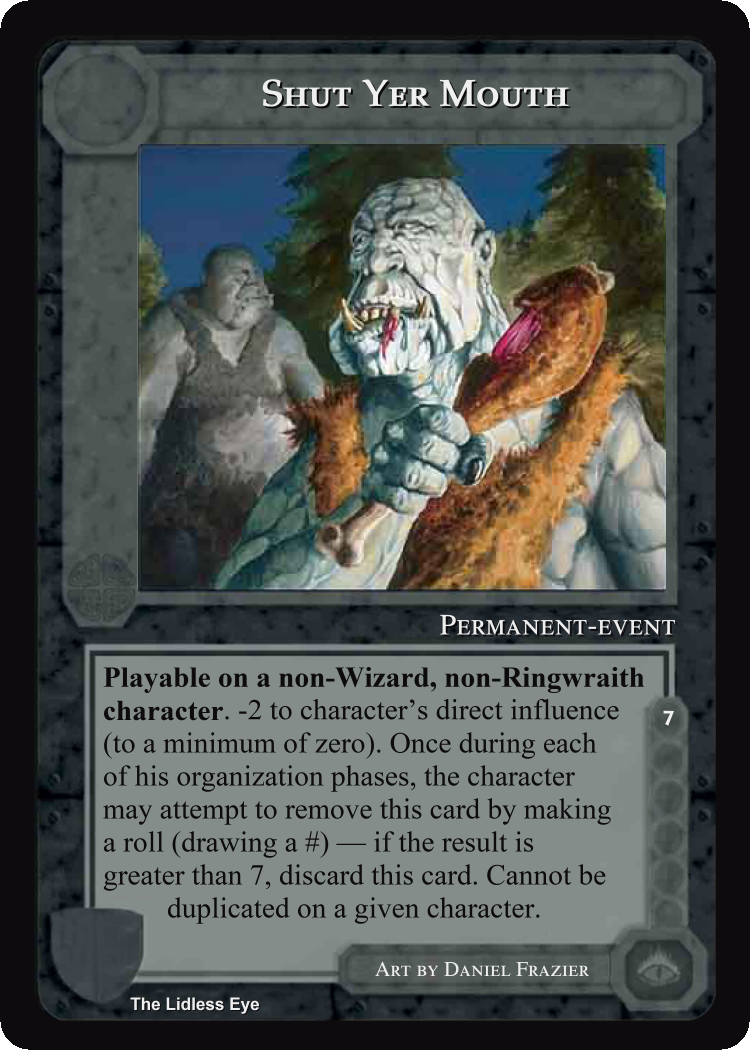 Shut Yer Mouth
Permanent-event
Playable on a non-Wizard, non-Ringwraith
character. -2 to character’s direct influence
(to a minimum of zero). Once during each
of his organization phases, the character
may attempt to remove this card by making
a roll (drawing a #) — if the result is
greater than 7, discard this card. Cannot be
duplicated on a given character.
7
Art by Daniel Frazier
The Lidless Eye